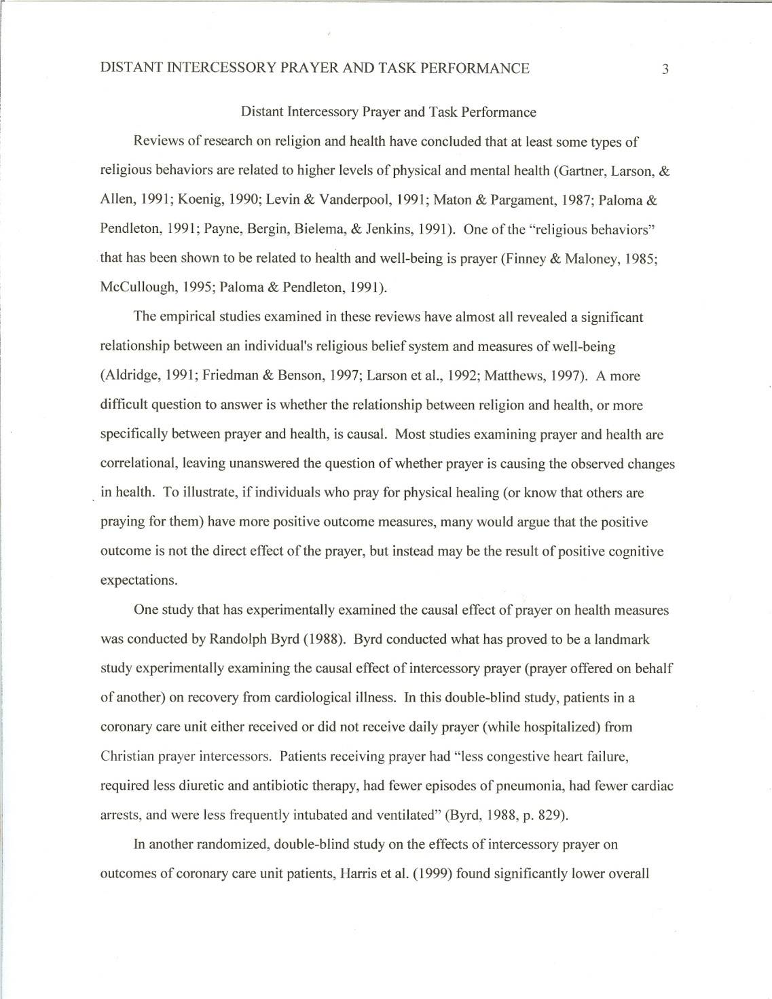 DISTANT INTERCESSORY PRAYER AND TASK PERFORMANCE 3
Distant Intercessory Prayer and Task Performance
Reviews of research on religion and health have concluded that at least some types of
religious behaviors are related to higher levels of physical and mental health (Gartner, Larson, &
Allen, 1991; Koenig, 1990; Levin & Vanderpool, 1991; Maton & Pargament, 1987; Paloma &
Pendleton, 1991; Payne, Bergin, Bielema, & Jenkins, 1991).  One of the “religious behaviors”
that has been shown to be related to health and well-being is prayer (Finney & Maloney, 1985;
McCullough, 1995; Paloma & Pendleton, 1991).
The empirical studies examined in these reviews have almost all revealed a significant
relationship between an individual's religious belief system and measures of well-being
(Aldridge, 1991; Friedman & Benson, 1997; Larson et al., 1992; Matthews, 1997).  A more
difficult question to answer is whether the relationship between religion and health, or more
specifically between prayer and health, is causal.  Most studies examining prayer and health are
correlational, leaving unanswered the question of whether prayer is causing the observed changes
in health.  To illustrate, if individuals who pray for physical healing (or know that others are
praying for them) have more positive outcome measures, many would argue that the positive
outcome is not the direct effect of the prayer, but instead may be the result of positive cognitive
expectations.
One study that has experimentally examined the causal effect of prayer on health measures
was conducted by Randolph Byrd (1988).  Byrd conducted what has proved to be a landmark
study experimentally examining the causal effect of intercessory prayer (prayer offered on behalf
of another) on recovery from cardiological illness.  In this double-blind study, patients in a
coronary care unit either received or did not receive daily prayer (while hospitalized) from
Christian prayer intercessors.  Patients receiving prayer had “less congestive heart failure,
required less diuretic and antibiotic therapy, had fewer episodes of pneumonia, had fewer cardiac
arrests, and were less frequently intubated and ventilated” (Byrd, 1988, p. 829).
In another randomized, double-blind study on the effects of intercessory prayer on
outcomes of coronary care unit patients, Harris et al. (1999) found significantly lower overall